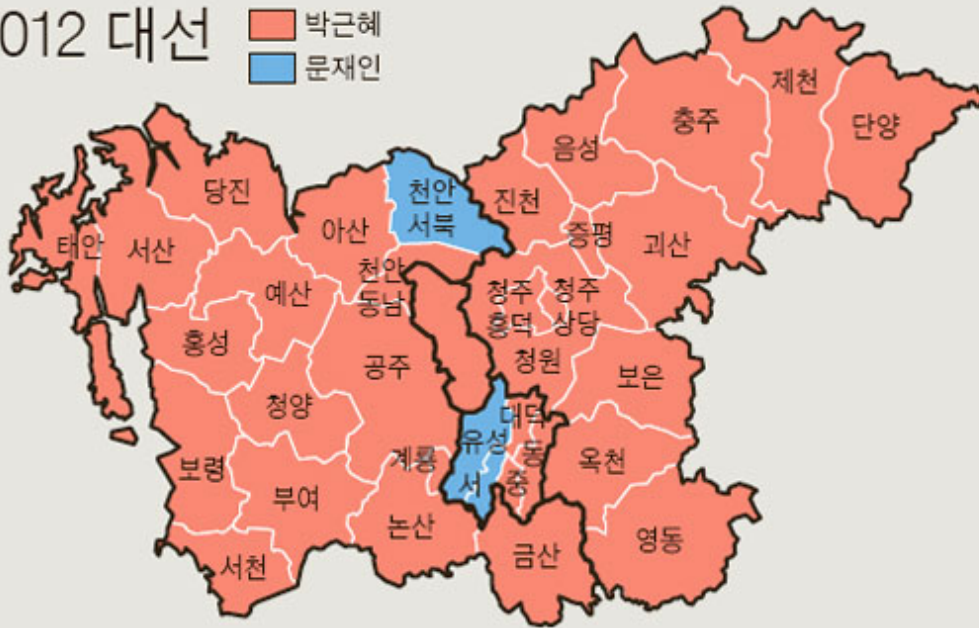 012 대선
박근혜
문재인
제천
충주
단양
음성
천안
서북
당진
진천
아산
증평
괴산
태안
서산
천안
동남
예산
청주
흥덕
청주
상당
홍성
청원
공주
보은
청양
대덕
유성
동
계룡
옥천
보령
서
중
부여
논산
영동
금산
서천